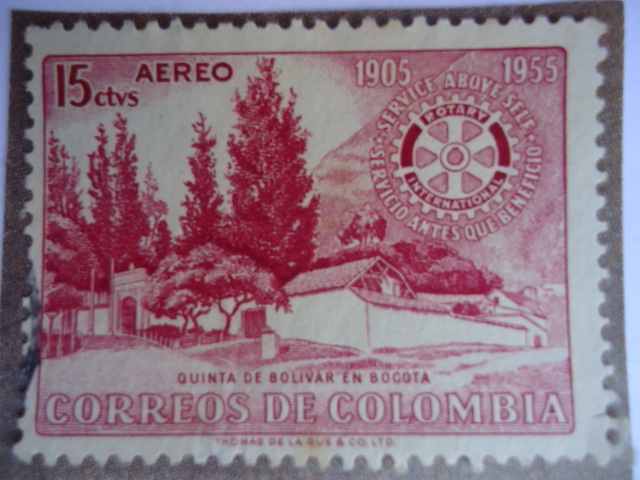 15 ctvs AEREO
1905 1955
SERVICE ABOVE SELF
ROTARY
INTERNATIONAL
SERVICIO ANTES QUE BENEFICIO
QUINTA DE BOLIVAR EN BOGOTA
CORREOS DE COLOMBIA
THOMAS DE LA RUE & CO. LTD.